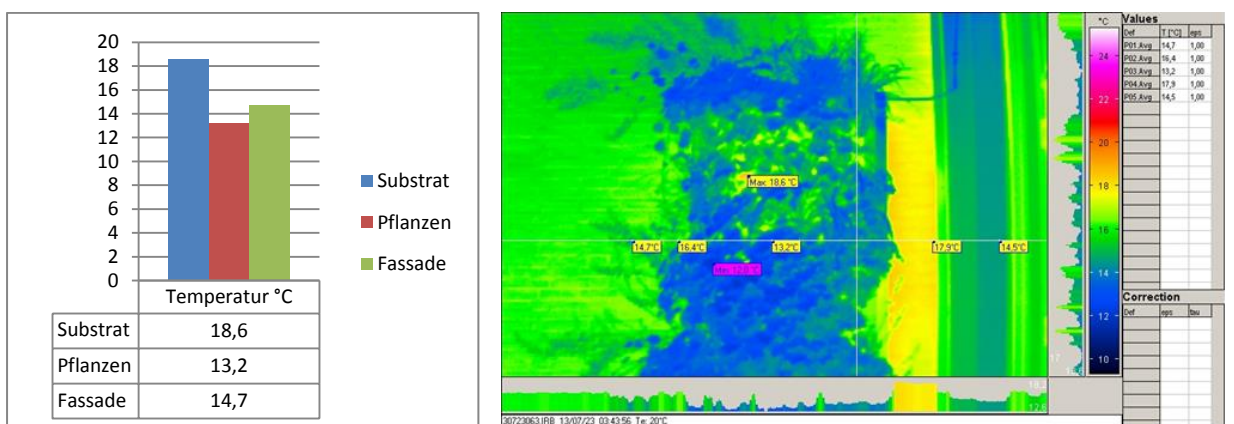 20
18
16
14
12
10
8
6
4
2
0
Temperatur °C
Substrat
Pflanzen
Fassade
Substrat 18,6
Pflanzen 13,2
Fassade 14,7
Max: 18,6 °C
14,7°C 16,4°C 13,2°C 17,9°C 14,5°C
°C
24
22
20
18
16
14
12
10
Values
Def T [°C] eps
P01.Avg 14,7 1,00
P02.Avg 16,4 1,00
P03.Avg 13,2 1,00
P04.Avg 17,9 1,00
P05.Avg 14,5 1,00
Correction
Def eps tau
30723063.IRB 13/07/23 03:43:56 Te: 20°C